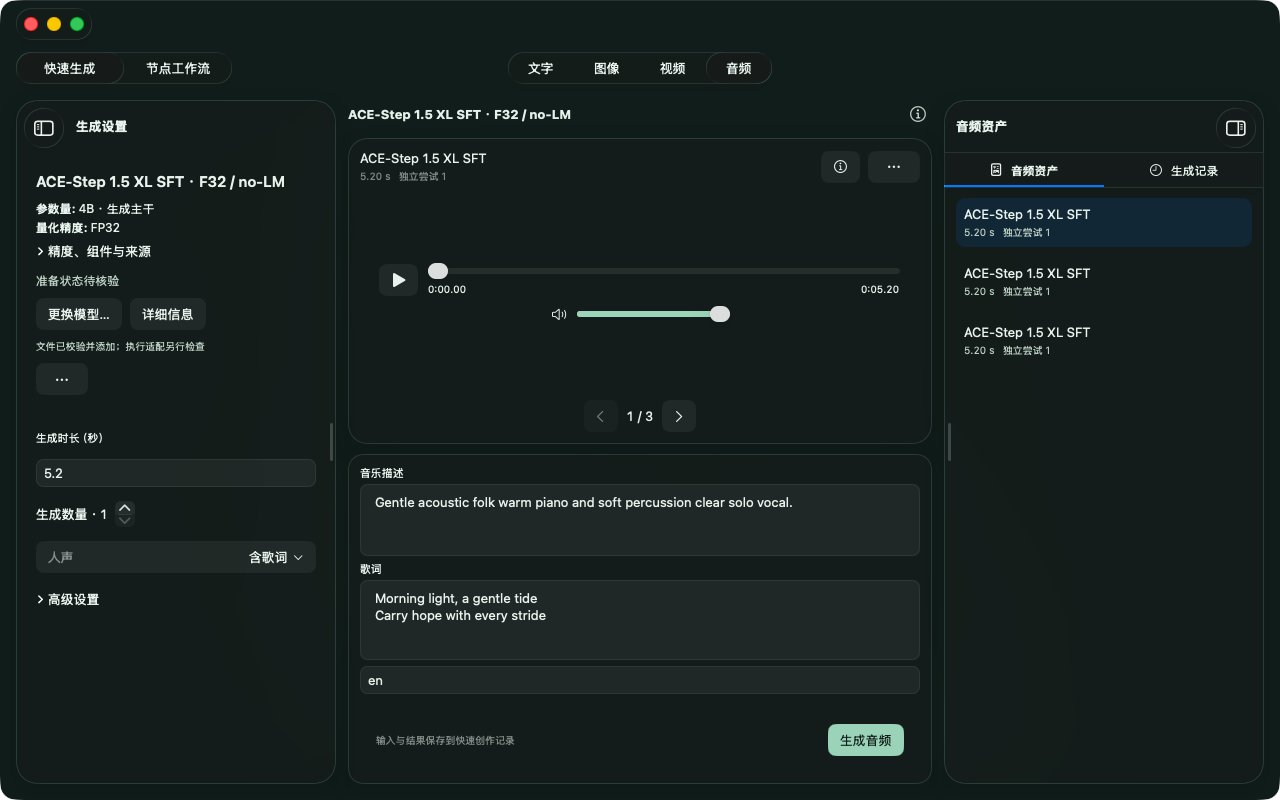 快速生成
节点工作流
文字
图像
视频
音频
生成设置
ACE-Step 1.5 XL SFT · F32 / no-LM
参数量: 4B · 生成主干
量化精度: FP32
精度、组件与来源
准备状态待核验
更换模型...
详细信息
文件已校验并添加；执行适配另行检查
...
生成时长 (秒)
5.2
生成数量 · 1
人声
含歌词
高级设置
ACE-Step 1.5 XL SFT · F32 / no-LM
ACE-Step 1.5 XL SFT
5.20 s 独立尝试 1
...
0:00.00
0:05.20
1 / 3
音乐描述
Gentle acoustic folk warm piano and soft percussion clear solo vocal.
歌词
Morning light, a gentle tide
Carry hope with every stride
en
输入与结果保存到快速创作记录
生成音频
音频资产
音频资产
生成记录
ACE-Step 1.5 XL SFT
5.20 s 独立尝试 1
ACE-Step 1.5 XL SFT
5.20 s 独立尝试 1
ACE-Step 1.5 XL SFT
5.20 s 独立尝试 1